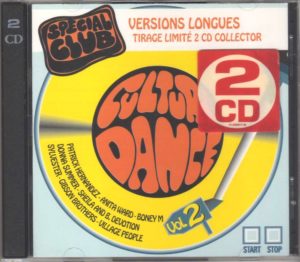 2
CD
SPECIAL
CLUB
VERSIONS LONGUES
TIRAGE LIMITÉ 2 CD COLLECTOR
2
CD
CULTURE
DANCE
PATRICK HERNANDEZ - ANITA WARD - BONEY M
DONNA SUMMER - SHEILA AND B. DEVOTION
SYLVESTER - GIBSON BROTHERS - VILLAGE PEOPLE
Vol. 2
START STOP